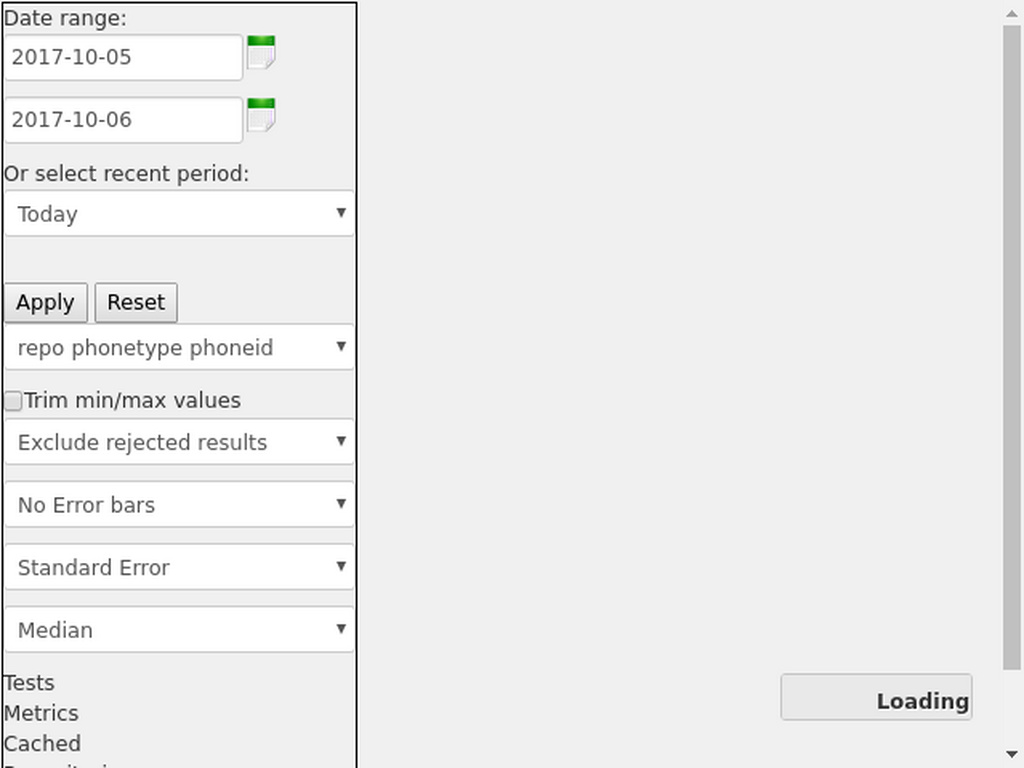 Date range:
2017-10-05
2017-10-06
Or select recent period:
Today
Apply Reset
repo phonetype phoneid
Trim min/max values
Exclude rejected results
No Error bars
Standard Error
Median
Tests
Metrics
Loading
Cached